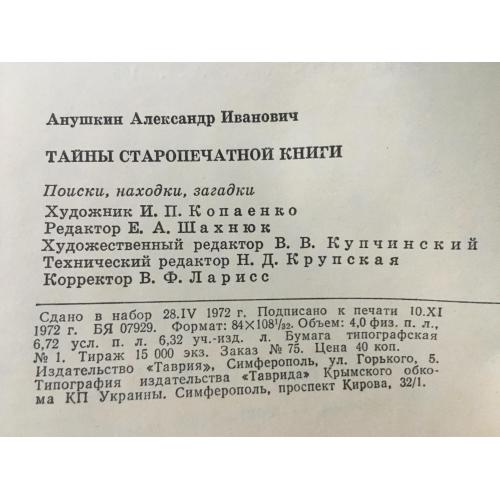 Анушкин Александр Иванович
ТАЙНЫ СТАРОПЕЧАТНОЙ КНИГИ
Поиски, находки, загадки
Художник И. П. Копаенко
Редактор Е. А. Шахнюк
Художественный редактор В. В. Купчинский
Технический редактор Н. Д. Крупская
Корректор В. Ф. Ларисс
Сдано в набор 28.IV 1972 г. Подписано к печати 10.XI
1972 г. БЯ 07929. Формат: 84×108¹/₃₂. Объем: 4,0 физ. п. л.,
6,72 усл. п. л. 6,32 уч.-изд. л. Бумага типографская
№ 1. Тираж 15 000 экз. Заказ № 75. Цена 40 коп.
Издательство «Таврия», Симферополь, ул. Горького, 5.
Типография издательства «Таврида» Крымского обко-
ма КП Украины. Симферополь, проспект Кирова, 32/1.